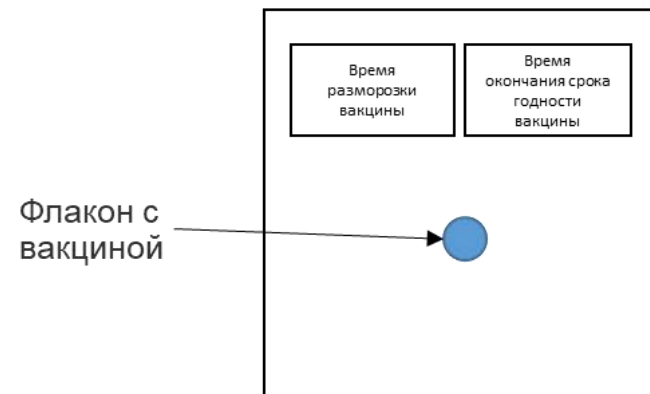 Время
разморозки
вакцины
Время
окончания срока
годности
вакцины
Флакон с
вакциной